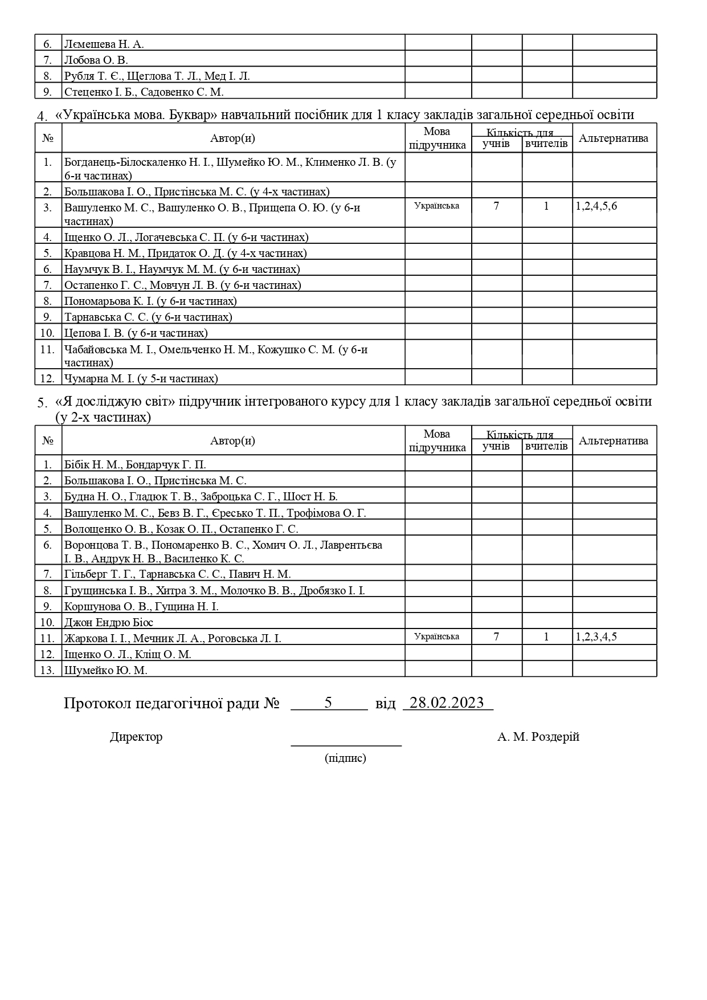 6. Лємешева Н. А.
7. Лобова О. В.
8. Рубля Т. Є., Щеглова Т. Л., Мед І. Л.
9. Стеценко І. Б., Садовенко С. М.
4. «Українська мова. Буквар» навчальний посібник для 1 класу закладів загальної середньої освіти
№ Автор(и) Мова підручника Кількість для учнів вчителів Альтернатива
1. Богданець-Білоскаленко Н. І., Шумейко Ю. М., Клименко Л. В. (у
6-и частинах)
2. Большакова І. О., Пристінська М. С. (у 4-х частинах)
3. Вашуленко М. С., Вашуленко О. В., Прищепа О. Ю. (у 6-и Українська 7 1 1,2,4,5,6
частинах)
4. Іщенко О. Л., Логачевська С. П. (у 6-и частинах)
5. Кравцова Н. М., Придаток О. Д. (у 4-х частинах)
6. Наумчук В. І., Наумчук М. М. (у 6-и частинах)
7. Остапенко Г. С., Мовчун Л. В. (у 6-и частинах)
8. Пономарьова К. І. (у 6-и частинах)
9. Тарнавська С. С. (у 6-и частинах)
10. Цепова І. В. (у 6-и частинах)
11. Чабайовська М. І., Омельченко Н. М., Кожушко С. М. (у 6-и
частинах)
12. Чумарна М. І. (у 5-и частинах)
5. «Я досліджую світ» підручник інтегрованого курсу для 1 класу закладів загальної середньої освіти
(у 2-х частинах)
№ Автор(и) Мова підручника Кількість для учнів вчителів Альтернатива
1. Бібік Н. М., Бондарчук Г. П.
2. Большакова І. О., Пристінська М. С.
3. Будна Н. О., Гладюк Т. В., Заброцька С. Г., Шост Н. Б.
4. Вашуленко М. С., Бевз В. Г., Єресько Т. П., Трофімова О. Г.
5. Волощенко О. В., Козак О. П., Остапенко Г. С.
6. Воронцова Т. В., Пономаренко В. С., Хомич О. Л., Лаврентьєва
І. В., Андрук Н. В., Василенко К. С.
7. Гільберг Т. Г., Тарнавська С. С., Павич Н. М.
8. Грущинська І. В., Хитра З. М., Молочко В. В., Дробязко І. І.
9. Коршунова О. В., Гущина Н. І.
10. Джон Ендрю Біос
11. Жаркова І. І., Мечник Л. А., Роговська Л. І. Українська 7 1 1,2,3,4,5
12. Іщенко О. Л., Кліщ О. М.
13. Шумейко Ю. М.
Протокол педагогічної ради № 5 від 28.02.2023
Директор А. М. Роздерій
(підпис)